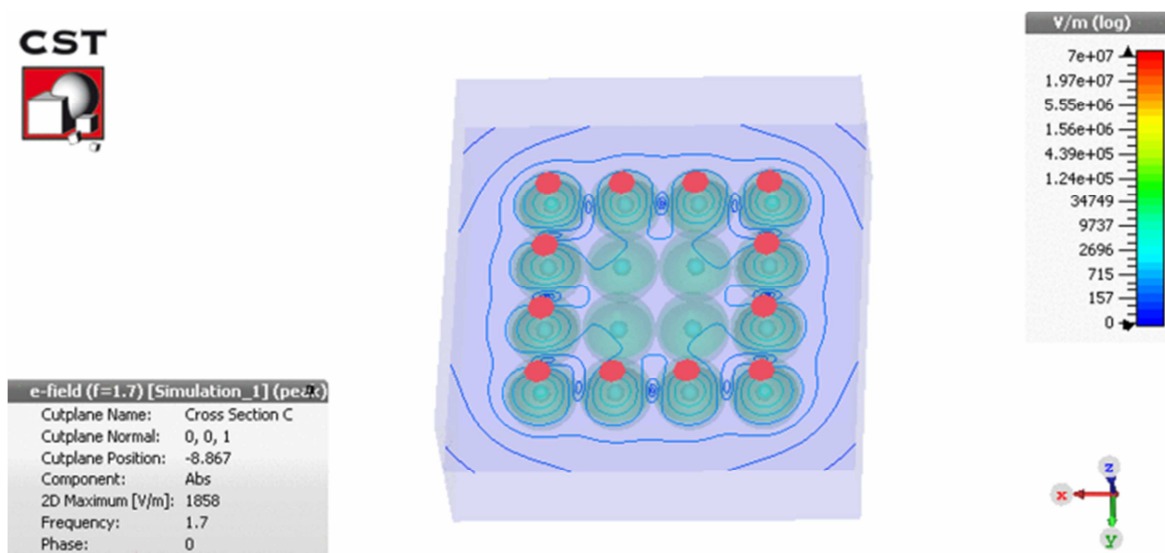 CST
V/m (log)
7e+07
1.97e+07
5.55e+06
1.56e+06
4.39e+05
1.24e+05
34749
9737
2696
715
157
0
e-field (f=1.7) [Simulation_1] (peak)
Cutplane Name: Cross Section C
Cutplane Normal: 0, 0, 1
Cutplane Position: -8.867
Component: Abs
2D Maximum [V/m]: 1858
Frequency: 1.7
Phase: 0
z
x
y